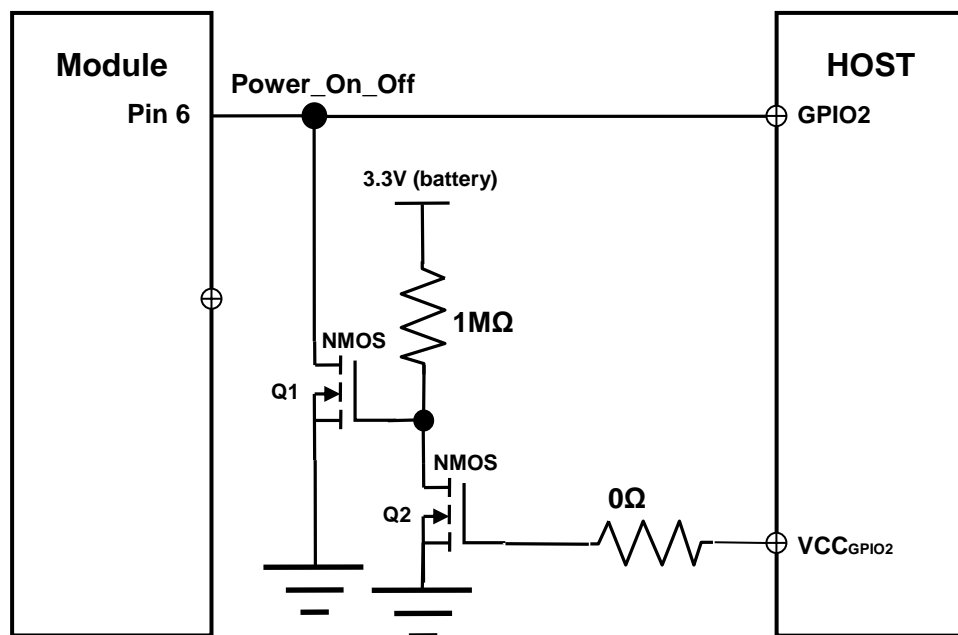 Module
HOST
Power_On_Off
Pin 6
GPIO2
3.3V (battery)
1MΩ
NMOS
Q1
NMOS
0Ω
Q2
VCCGPIO2